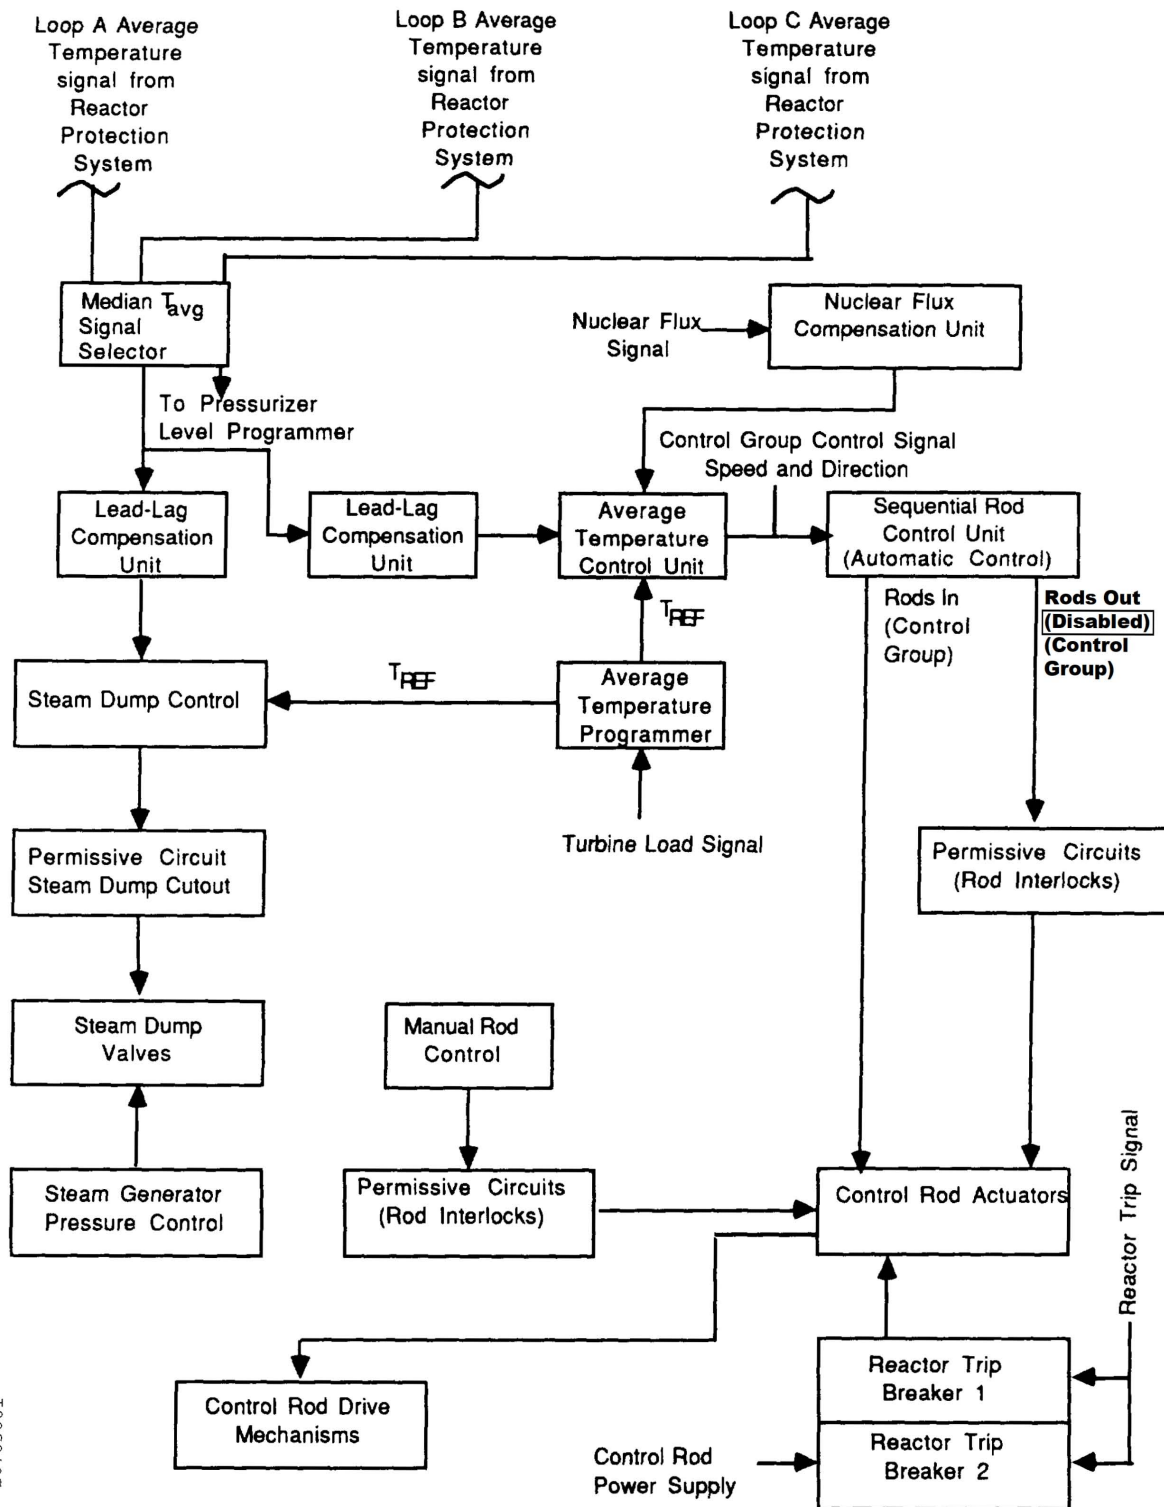 Loop A Average
Temperature
signal from
Reactor
Protection
System
Loop B Average
Temperature
signal from
Reactor
Protection
System
Loop C Average
Temperature
signal from
Reactor
Protection
System
Median Tavg
Signal
Selector
Nuclear Flux
Signal
Nuclear Flux
Compensation Unit
To Pressurizer
Level Programmer
Control Group Control Signal
Speed and Direction
Lead-Lag
Compensation
Unit
Lead-Lag
Compensation
Unit
Average
Temperature
Control Unit
Sequential Rod
Control Unit
(Automatic Control)
Rods In
(Control
Group)
Rods Out
(Disabled)
(Control
Group)
TREF
Steam Dump Control
TREF
Average
Temperature
Programmer
Turbine Load Signal
Permissive Circuit
Steam Dump Cutout
Permissive Circuits
(Rod Interlocks)
Steam Dump
Valves
Manual Rod
Control
Steam Generator
Pressure Control
Permissive Circuits
(Rod Interlocks)
Control Rod Actuators
Reactor Trip Signal
Control Rod Drive
Mechanisms
Reactor Trip
Breaker 1
Reactor Trip
Breaker 2
Control Rod
Power Supply